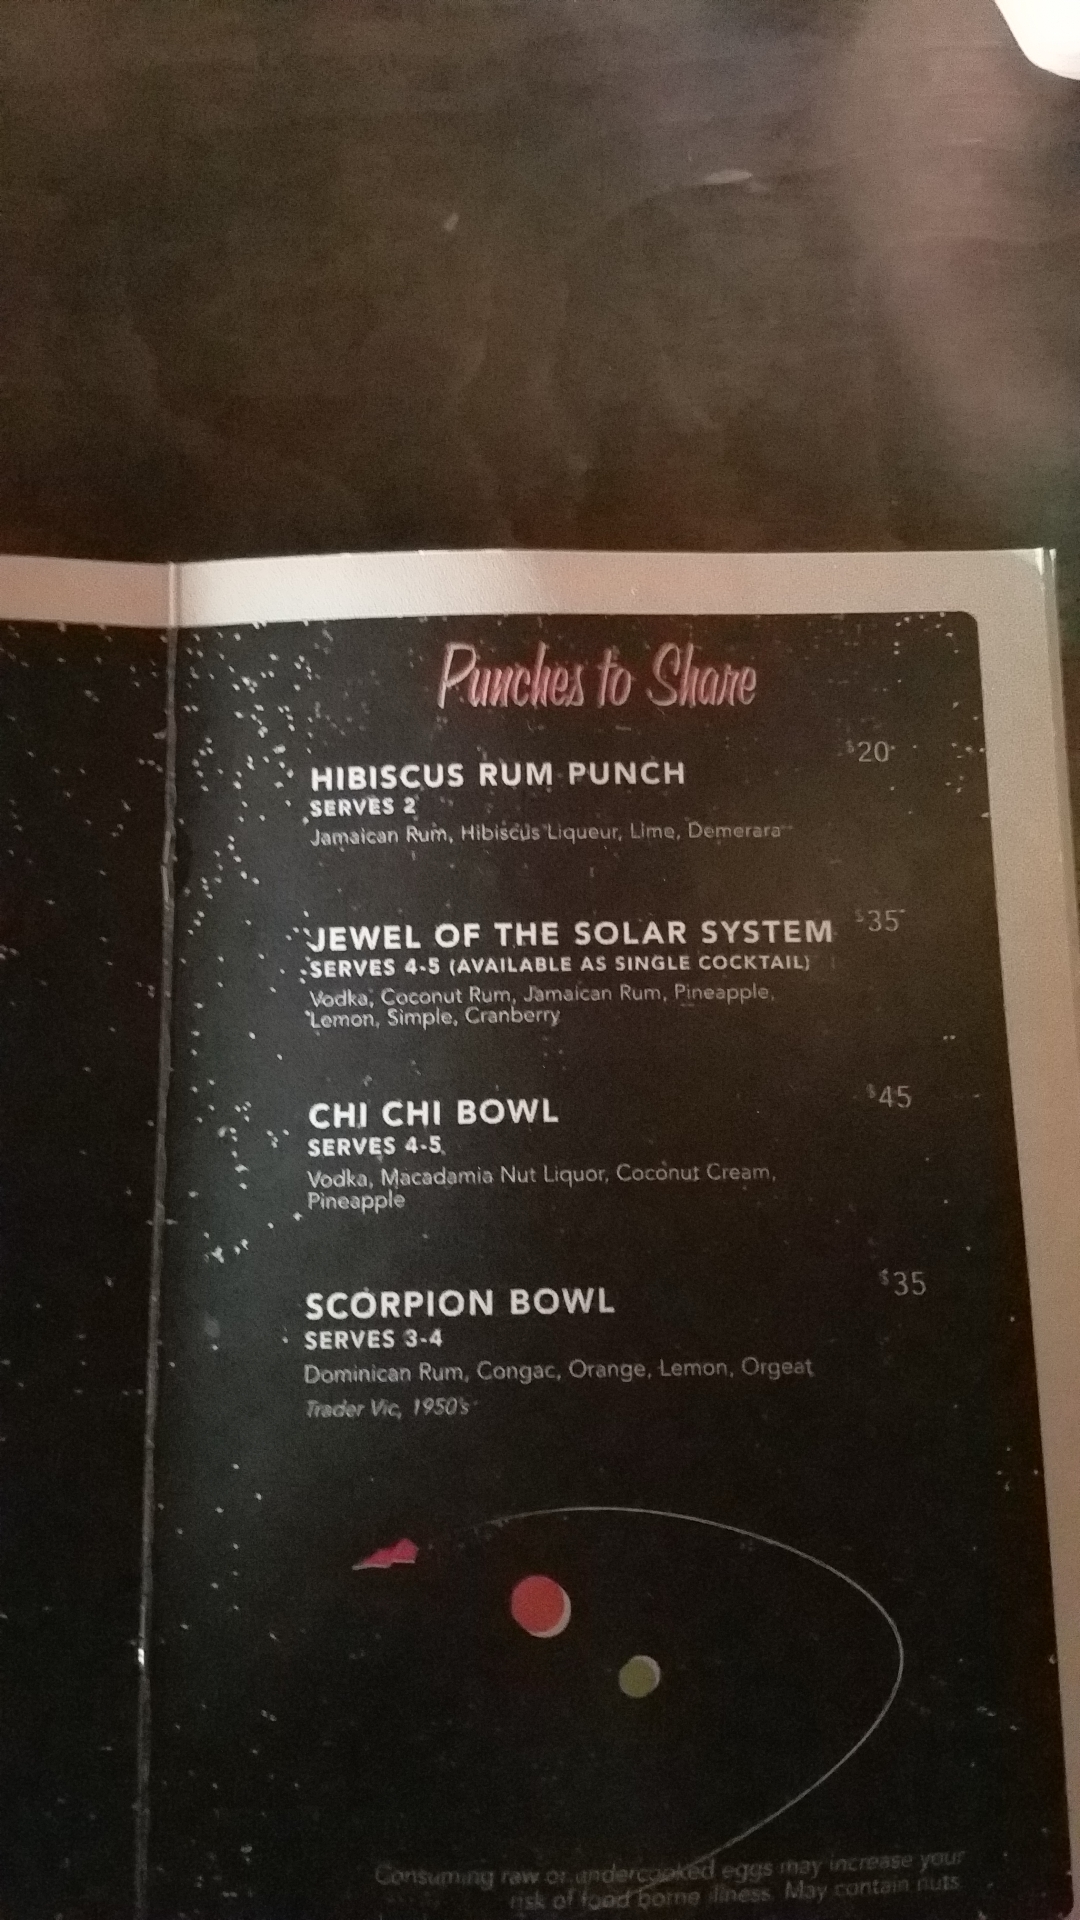 Punches to Share
$20
HIBISCUS RUM PUNCH
SERVES 2
Jamaican Rum, Hibiscus Liqueur, Lime, Demerara
$35
JEWEL OF THE SOLAR SYSTEM
SERVES 4-5 (AVAILABLE AS SINGLE COCKTAIL)
Vodka, Coconut Rum, Jamaican Rum, Pineapple,
Lemon, Simple, Cranberry
$45
CHI CHI BOWL
SERVES 4-5
Vodka, Macadamia Nut Liquor, Coconut Cream,
Pineapple
$35
SCORPION BOWL
SERVES 3-4
Dominican Rum, Congac, Orange, Lemon, Orgeat
Trader Vic, 1950's
Consuming raw or undercooked eggs may increase your
risk of food borne illness. May contain nuts.